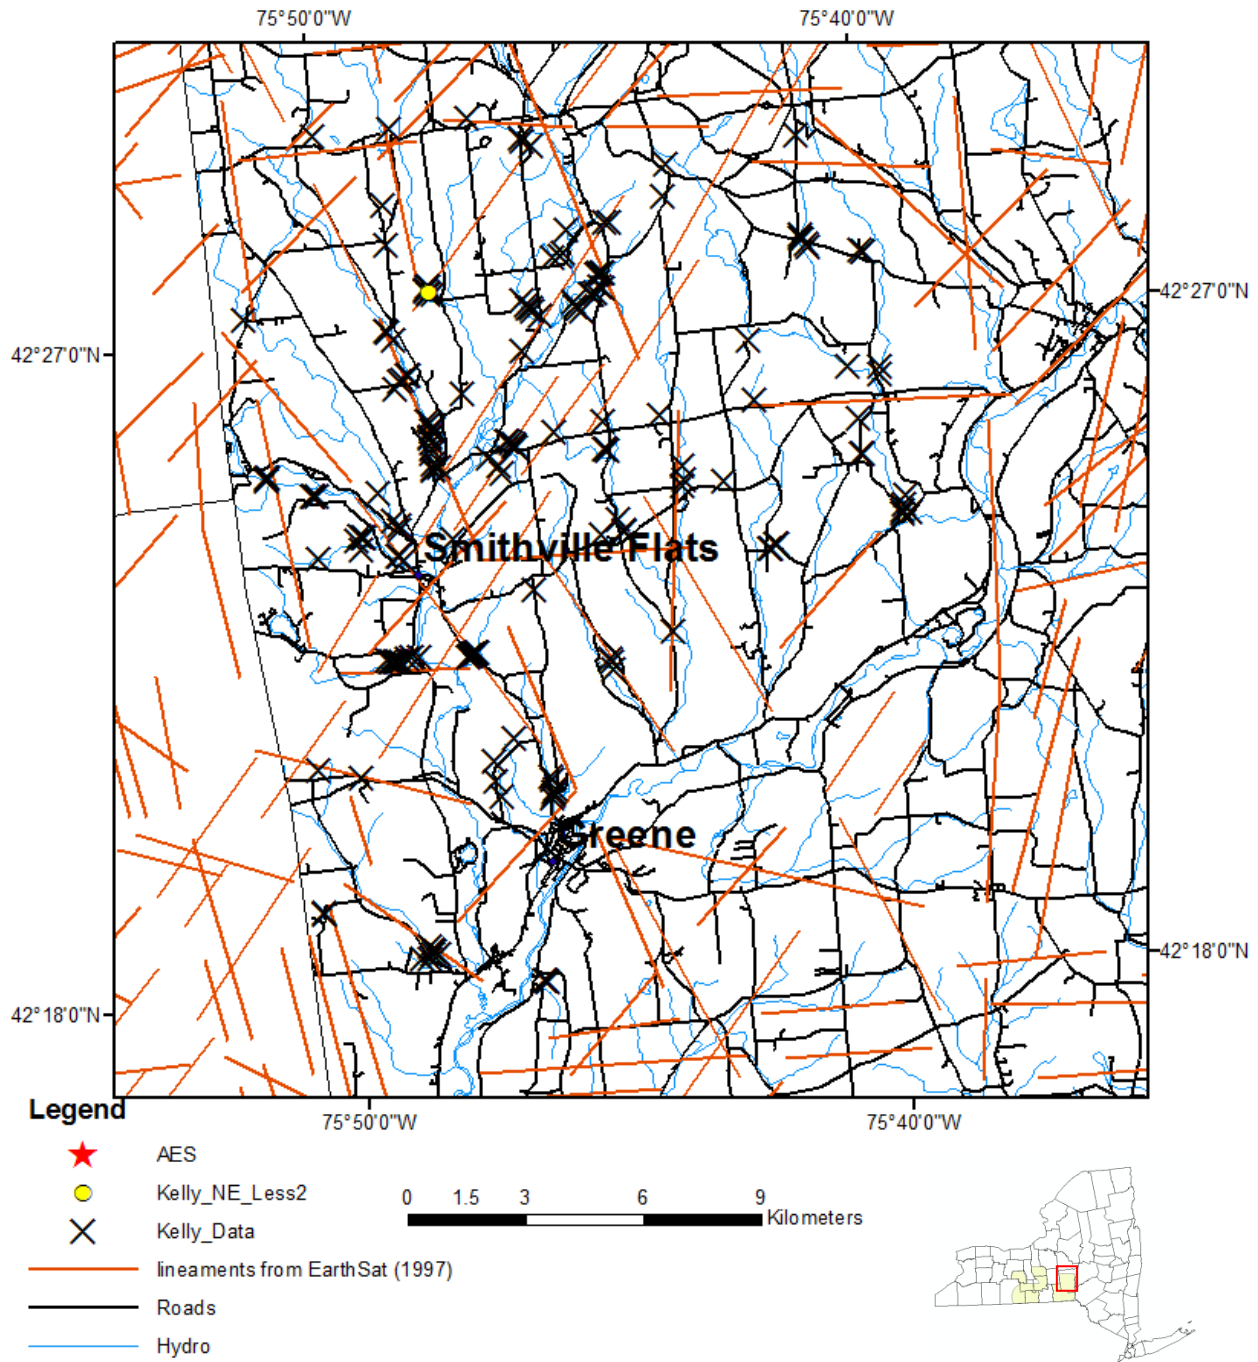 75°50'0"W 75°40'0"W
42°27'0"N
42°27'0"N
Smithville Flats
Greene
42°18'0"N
42°18'0"N
75°50'0"W 75°40'0"W
Legend
AES
Kelly_NE_Less2
Kelly_Data
lineaments from EarthSat (1997)
Roads
Hydro
0 1.5 3 6 9
Kilometers